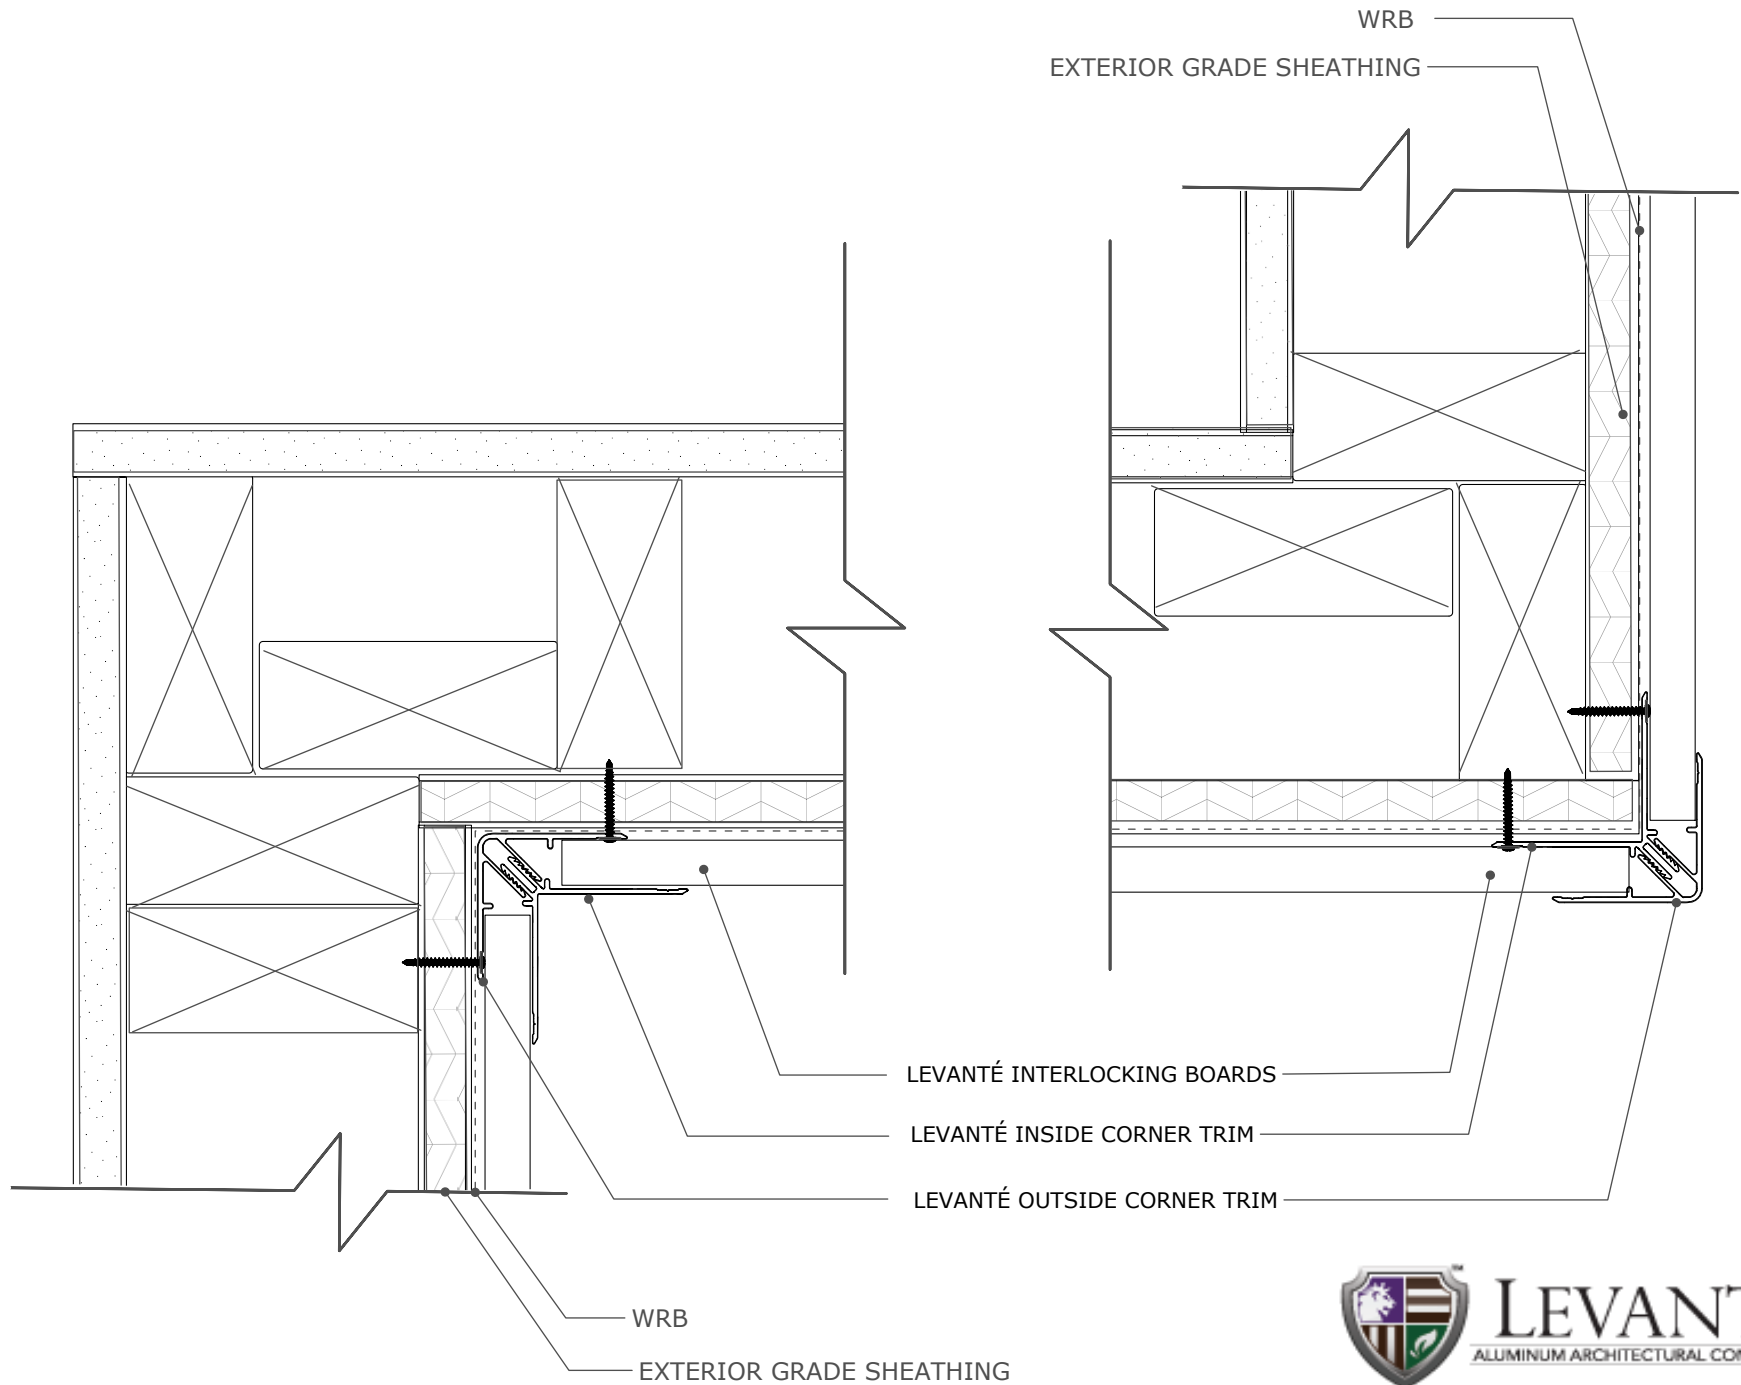 WRB
EXTERIOR GRADE SHEATHING
LEVANTÉ INTERLOCKING BOARDS
LEVANTÉ INSIDE CORNER TRIM
LEVANTÉ OUTSIDE CORNER TRIM
WRB
EXTERIOR GRADE SHEATHING
TM
LEVANT
ALUMINUM ARCHITECTURAL CO